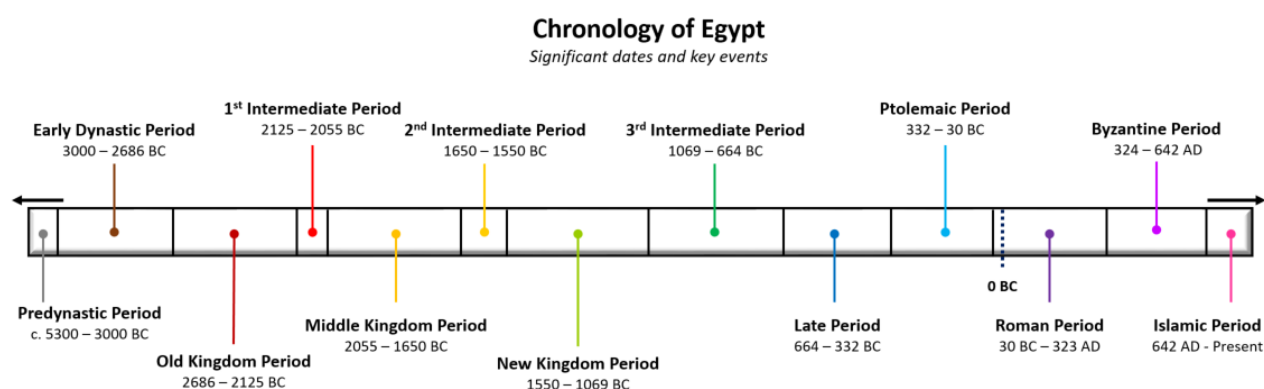 Chronology of Egypt
Significant dates and key events
Predynastic Period
c. 5300 – 3000 BC
Early Dynastic Period
3000 – 2686 BC
Old Kingdom Period
2686 – 2125 BC
1st Intermediate Period
2125 – 2055 BC
Middle Kingdom Period
2055 – 1650 BC
2nd Intermediate Period
1650 – 1550 BC
New Kingdom Period
1550 – 1069 BC
3rd Intermediate Period
1069 – 664 BC
Late Period
664 – 332 BC
Ptolemaic Period
332 – 30 BC
0 BC
Roman Period
30 BC – 323 AD
Byzantine Period
324 – 642 AD
Islamic Period
642 AD - Present